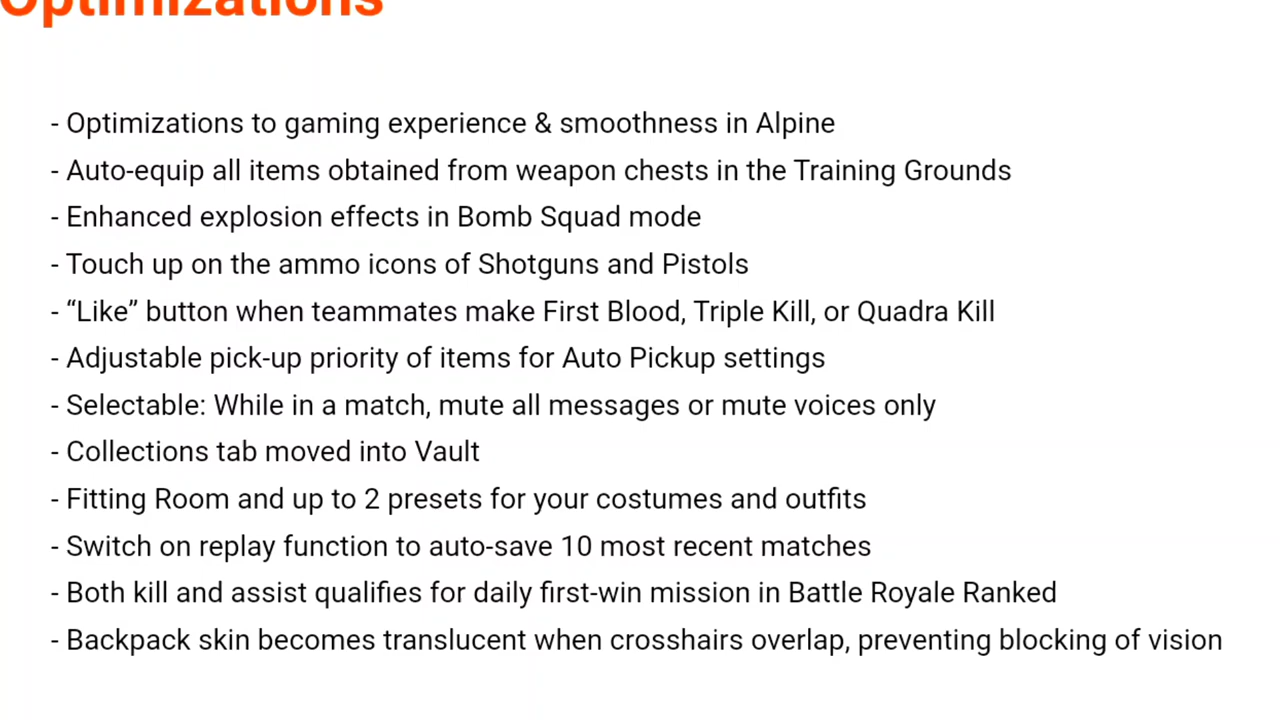 Optimizations
- Optimizations to gaming experience & smoothness in Alpine
- Auto-equip all items obtained from weapon chests in the Training Grounds
- Enhanced explosion effects in Bomb Squad mode
- Touch up on the ammo icons of Shotguns and Pistols
- “Like” button when teammates make First Blood, Triple Kill, or Quadra Kill
- Adjustable pick-up priority of items for Auto Pickup settings
- Selectable: While in a match, mute all messages or mute voices only
- Collections tab moved into Vault
- Fitting Room and up to 2 presets for your costumes and outfits
- Switch on replay function to auto-save 10 most recent matches
- Both kill and assist qualifies for daily first-win mission in Battle Royale Ranked
- Backpack skin becomes translucent when crosshairs overlap, preventing blocking of vision